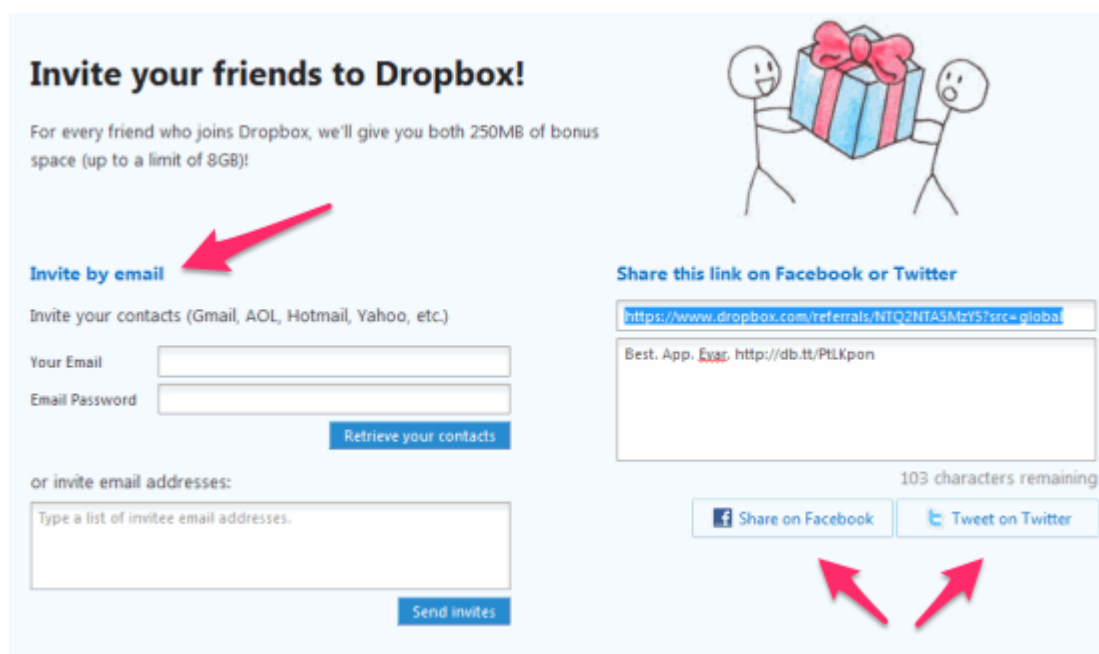 Invite your friends to Dropbox!
For every friend who joins Dropbox, we'll give you both 250MB of bonus
space (up to a limit of 8GB)!
Invite by email
Invite your contacts (Gmail, AOL, Hotmail, Yahoo, etc.)
Your Email
Email Password
Retrieve your contacts
or invite email addresses:
Type a list of invitee email addresses.
Send invites
Share this link on Facebook or Twitter
https://www.dropbox.com/referrals/NTQ2NTA5MzY5?src=global
Best. App. Evar. http://db.tt/PtLKpon
103 characters remaining
Share on Facebook
Tweet on Twitter